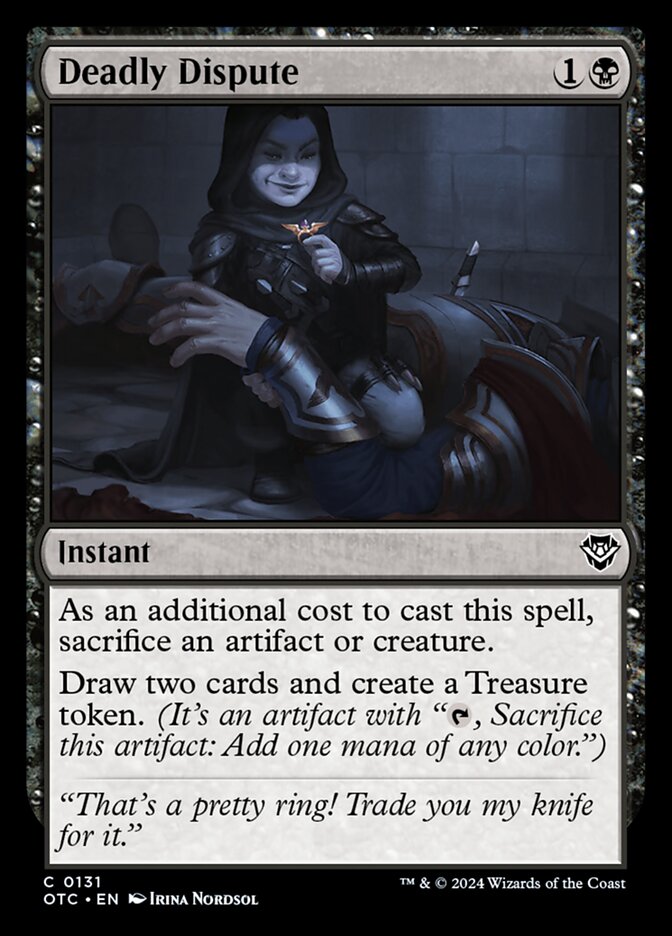 Deadly Dispute 1
Instant
As an additional cost to cast this spell,
sacrifice an artifact or creature.
Draw two cards and create a Treasure
token. (It's an artifact with “, Sacrifice
this artifact: Add one mana of any color.”)
“That's a pretty ring! Trade you my knife
for it.”
C 0131
™ & © 2024 Wizards of the Coast
OTC • EN Irina Nordsol